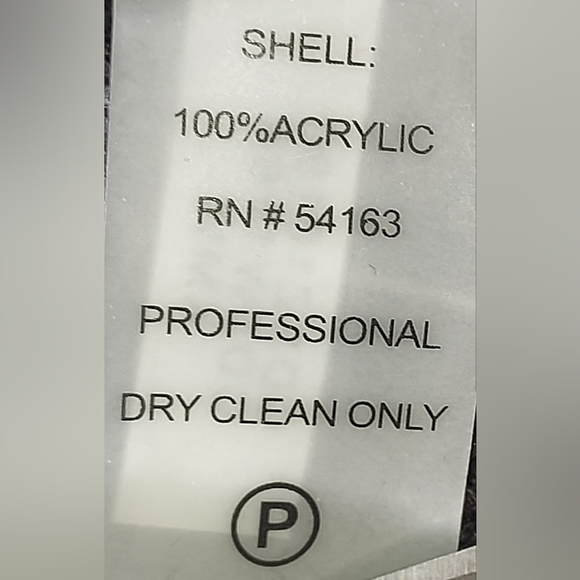 SHELL:
100%ACRYLIC
RN # 54163
PROFESSIONAL
DRY CLEAN ONLY
P